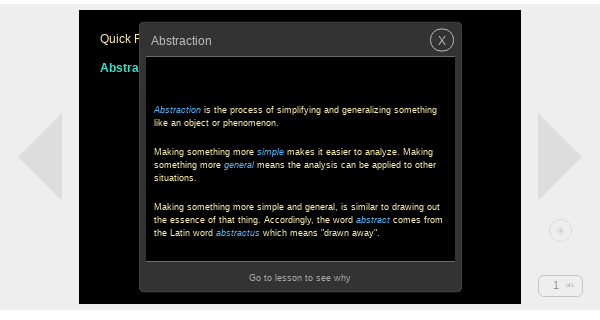 Quick
Abstraction
X
Abstra
Abstraction is the process of simplifying and generalizing something
like an object or phenomenon.
Making something more simple makes it easier to analyze. Making
something more general means the analysis can be applied to other
situations.
Making something more simple and general, is similar to drawing out
the essence of that thing. Accordingly, the word abstract comes from
the Latin word abstractus which means "drawn away".
Go to lesson to see why
1 of 1